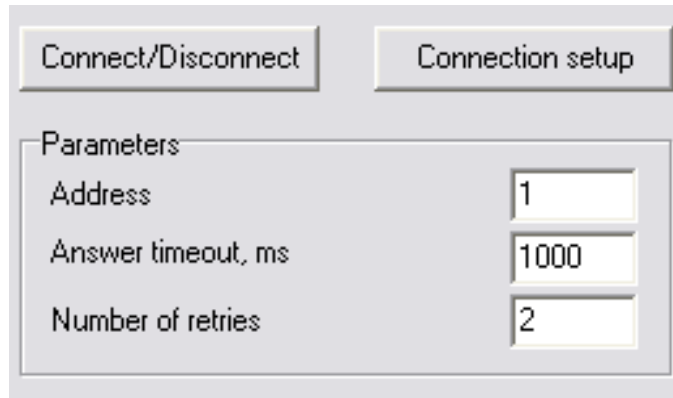 Connect/Disconnect Connection setup
Parameters
Address 1
Answer timeout, ms 1000
Number of retries 2